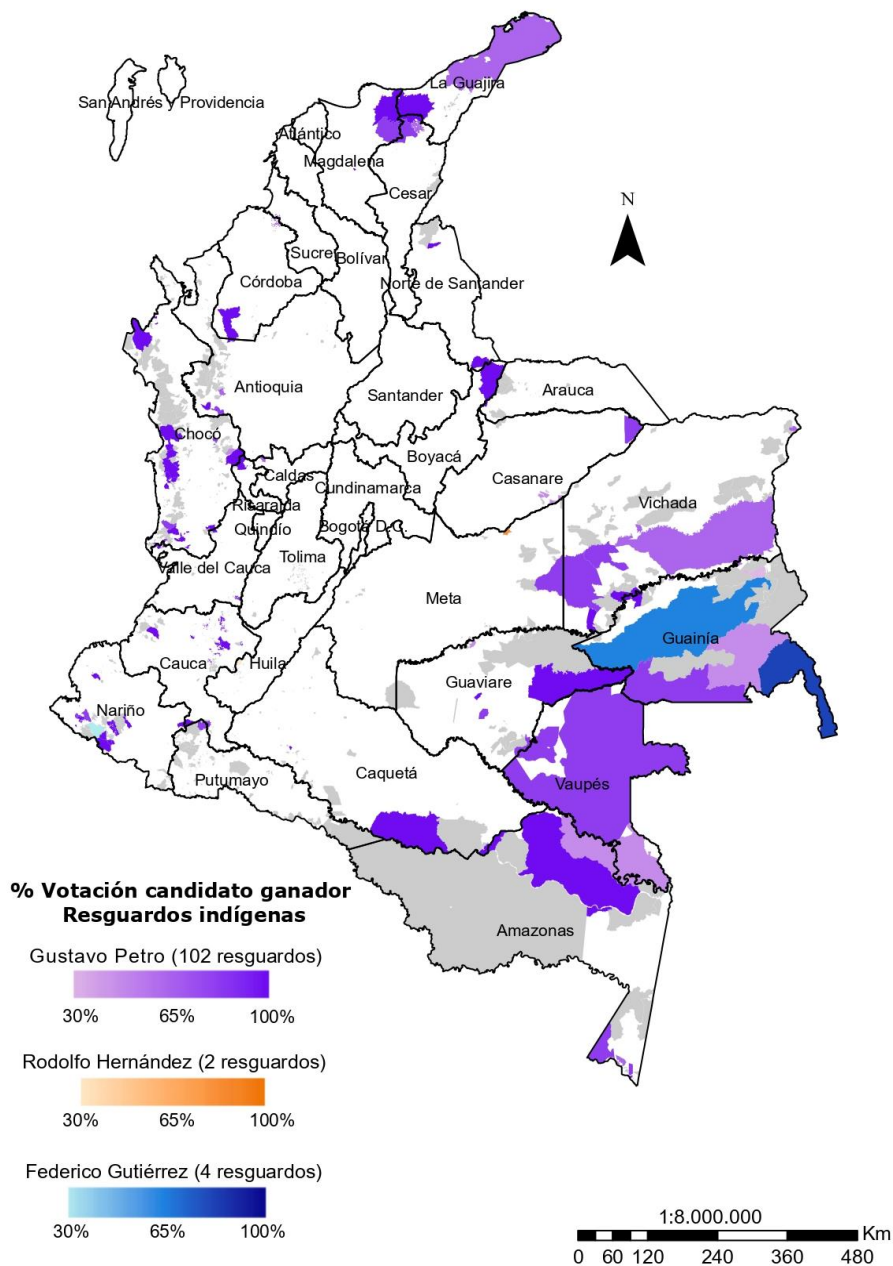 La Guajira
San Andrés y Providencia
Atlántico
Magdalena
Cesar
N
Sucre
Bolívar
Córdoba
Norte de Santander
Antioquia
Santander
Arauca
Chocó
Boyacá
Caldas
Casanare
Cundinamarca
Vichada
Risaralda
Quindío
Bogotá D.C.
Tolima
Valle del Cauca
Meta
Guainía
Cauca
Huila
Guaviare
Nariño
Caquetá
Putumayo
Vaupés
Amazonas
% Votación candidato ganador
Resguardos indígenas
Gustavo Petro (102 resguardos)
30% 65% 100%
Rodolfo Hernández (2 resguardos)
30% 65% 100%
Federico Gutiérrez (4 resguardos)
30% 65% 100%
1:8.000.000
Km
0 60 120 240 360 480